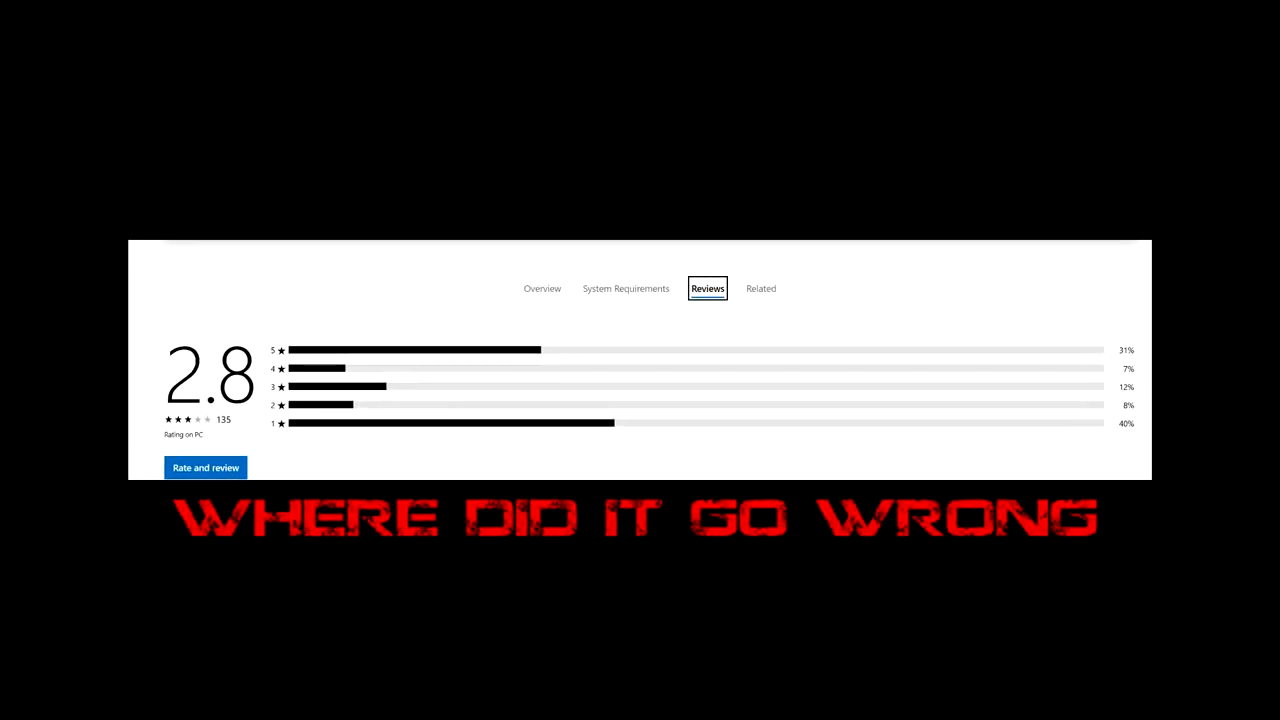 Overview System Requirements Reviews Related
2.8
5 ★ 31%
4 ★ 7%
3 ★ 12%
2 ★ 8%
1 ★ 40%
★★★★★ 135
Rating on PC
Rate and review
WHERE DID IT GO WRONG